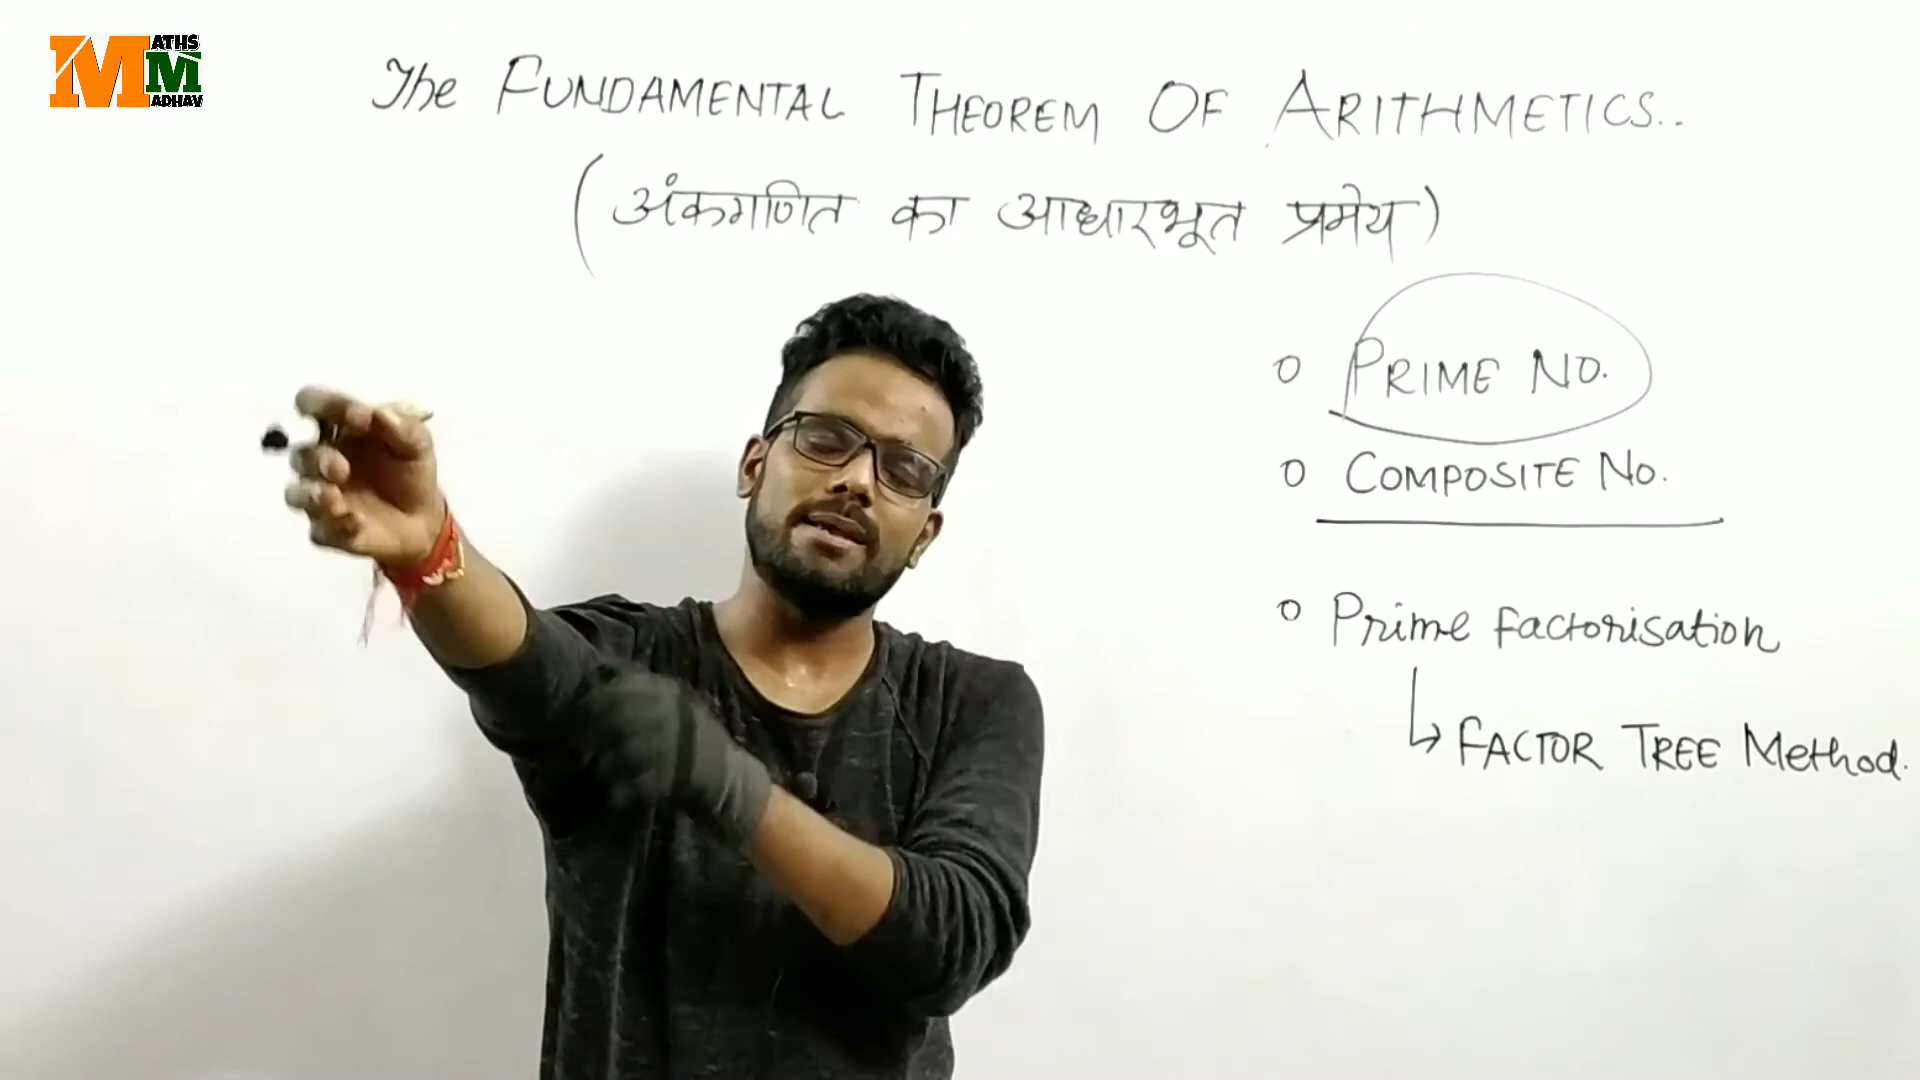 MATHS
MADHAV
The FUNDAMENTAL THEOREM OF ARITHMETICS..
(अंकगणित का आधारभूत प्रमेय)
o PRIME NO.
o COMPOSITE NO.
o Prime factorisation
↳ FACTOR TREE Method.